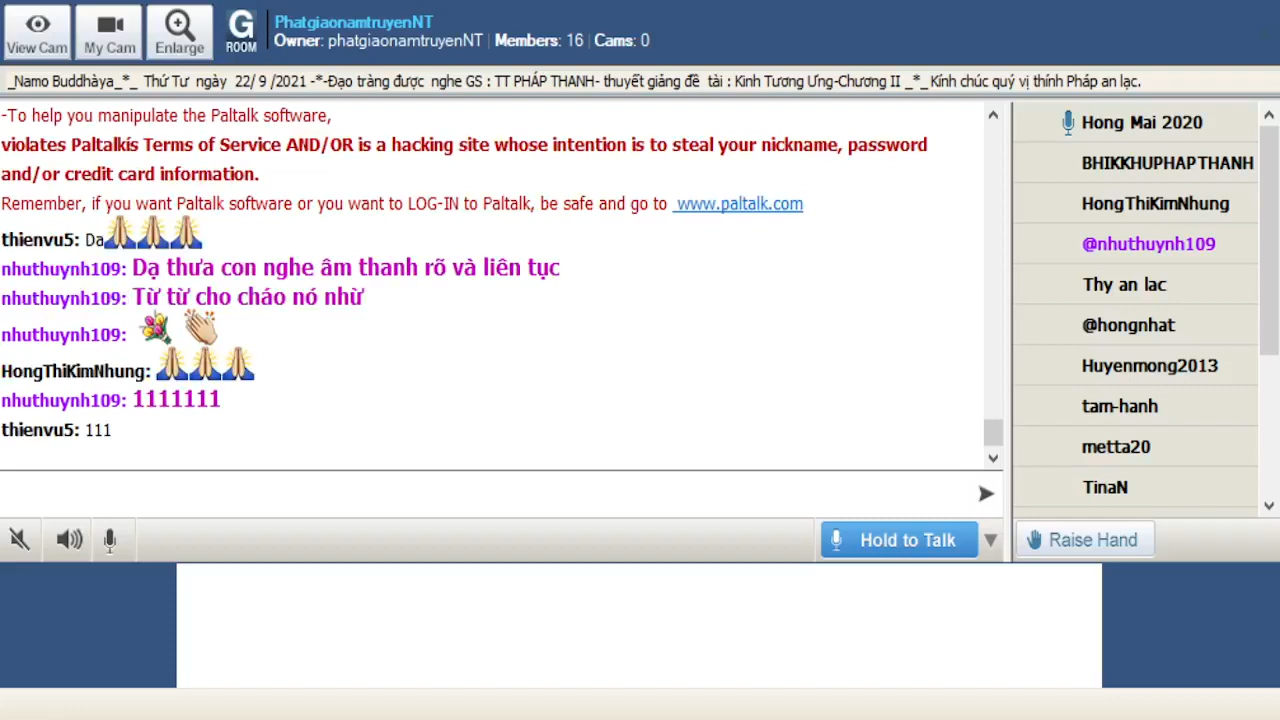 View Cam
My Cam
Enlarge
G
ROOM
PhatgiaonamtruyenNT
Owner: phatgiaonamtruyenNT | Members: 16 | Cams: 0
_Namo Buddhàya_*_ Thứ Tư ngày 22/ 9 /2021 -*-Đạo tràng được nghe GS : TT PHÁP THANH- thuyết giảng đề tài : Kinh Tương Ưng-Chương II _*_Kính chúc quý vị thính Pháp an lạc.
-To help you manipulate the Paltalk software,
violates Paltalkís Terms of Service AND/OR is a hacking site whose intention is to steal your nickname, password
and/or credit card information.
Remember, if you want Paltalk software or you want to LOG-IN to Paltalk, be safe and go to www.paltalk.com
thienvu5: Da
nhuthuynh109: Dạ thưa con nghe âm thanh rõ và liên tục
nhuthuynh109: Từ từ cho cháo nó nhừ
nhuthuynh109:
HongThiKimNhung:
nhuthuynh109: 1111111
thienvu5: 111
Hong Mai 2020
BHIKKHUPHAPTHANH
HongThiKimNhung
@nhuthuynh109
Thy an lac
@hongnhat
Huyenmong2013
tam-hanh
metta20
TinaN
Hold to Talk
Raise Hand